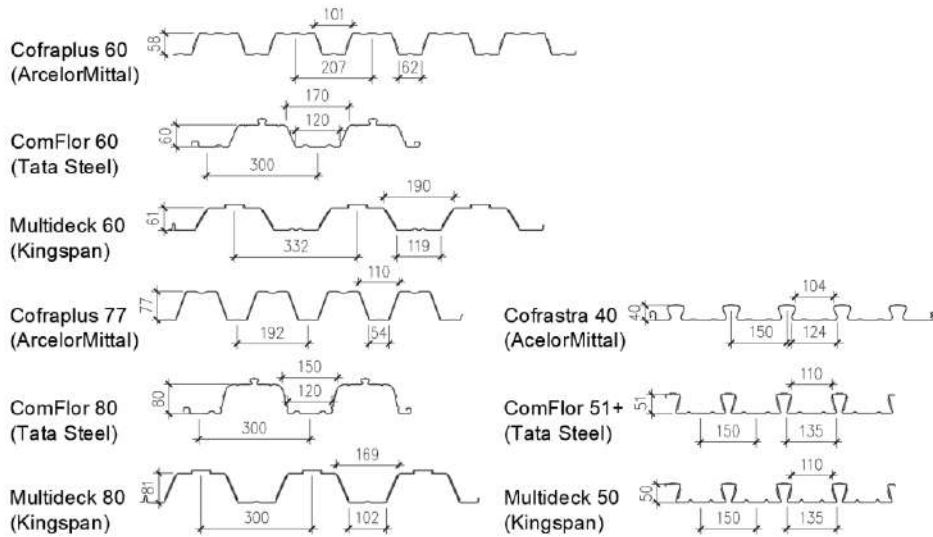 101
Cofraplus 60
58
(ArcelorMittal)
207
62
170
120
ComFlor 60
60
(Tata Steel)
300
190
Multideck 60
61
(Kingspan)
332
119
110
Cofraplus 77
77
(ArcelorMittal)
192
54
104
Cofrastra 40
40
(AcelorMittal)
150
124
150
120
ComFlor 80
80
(Tata Steel)
300
110
ComFlor 51+
51
(Tata Steel)
150
135
169
Multideck 80
81
(Kingspan)
300
102
110
Multideck 50
50
(Kingspan)
150
135